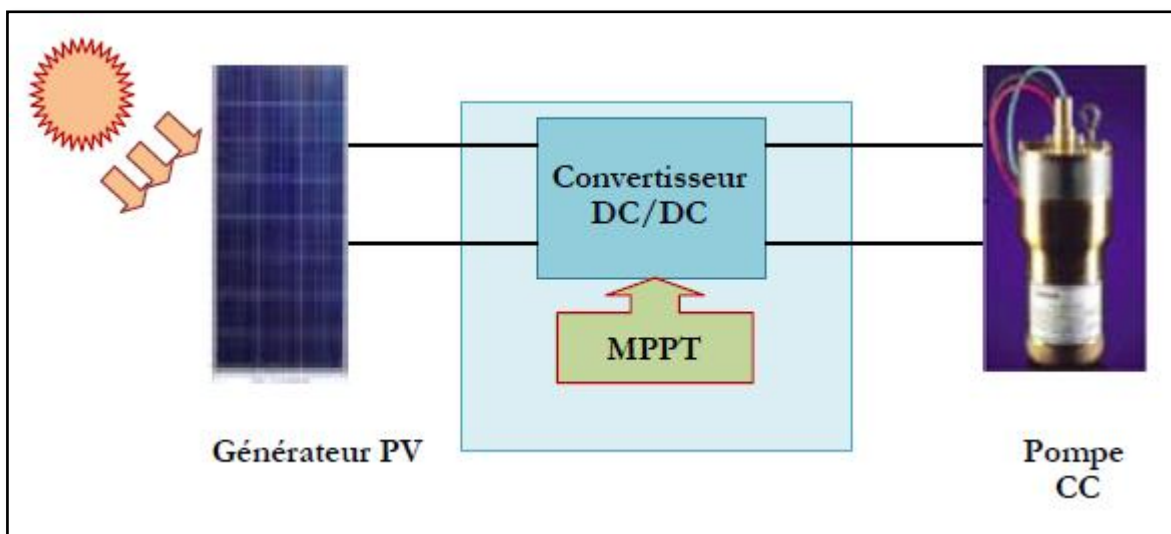 Convertisseur
DC/DC
MPPT
Générateur PV
Pompe
CC